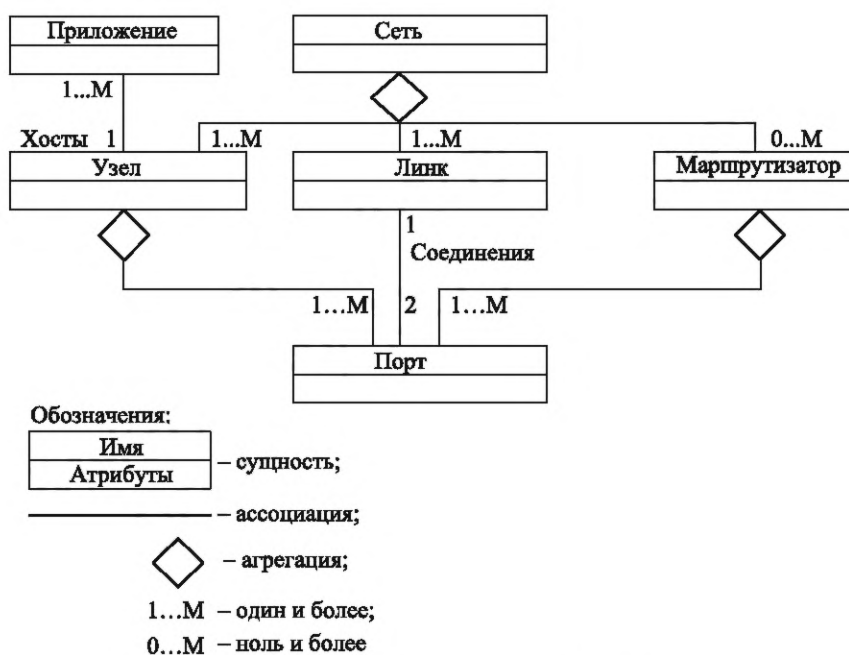 Приложение Сеть
1...М
Хосты 1 1...М 1...М 0...М
Узел Линк Маршрутизатор
1
Соединения
1...М 2 1...М
Порт
Обозначения:
Имя
Атрибуты – сущность;
– ассоциация;
– агрегация;
1...М – один и более;
0...М – ноль и более